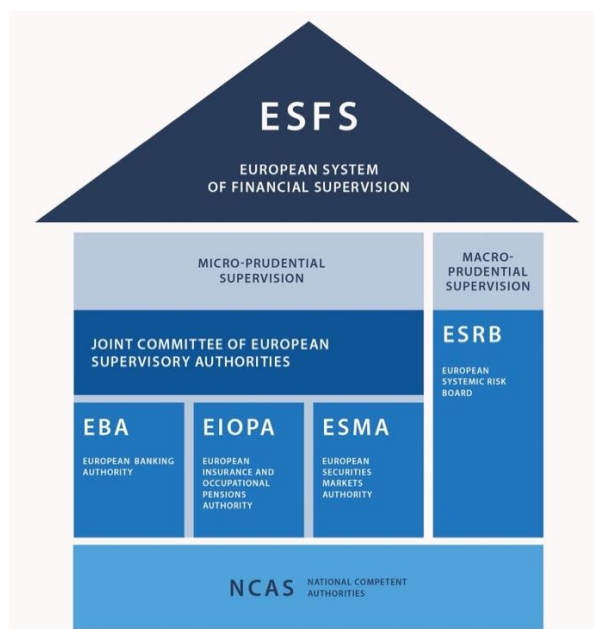 ESFS
EUROPEAN SYSTEM
OF FINANCIAL SUPERVISION
MICRO-PRUDENTIAL
SUPERVISION
MACRO-
PRUDENTIAL
SUPERVISION
JOINT COMMITTEE OF EUROPEAN
SUPERVISORY AUTHORITIES
ESRB
EUROPEAN
SYSTEMIC RISK
BOARD
EBA
EUROPEAN BANKING
AUTHORITY
EIOPA
EUROPEAN
INSURANCE AND
OCCUPATIONAL
PENSIONS
AUTHORITY
ESMA
EUROPEAN
SECURITIES
MARKETS
AUTHORITY
NCAS
NATIONAL COMPETENT
AUTHORITIES